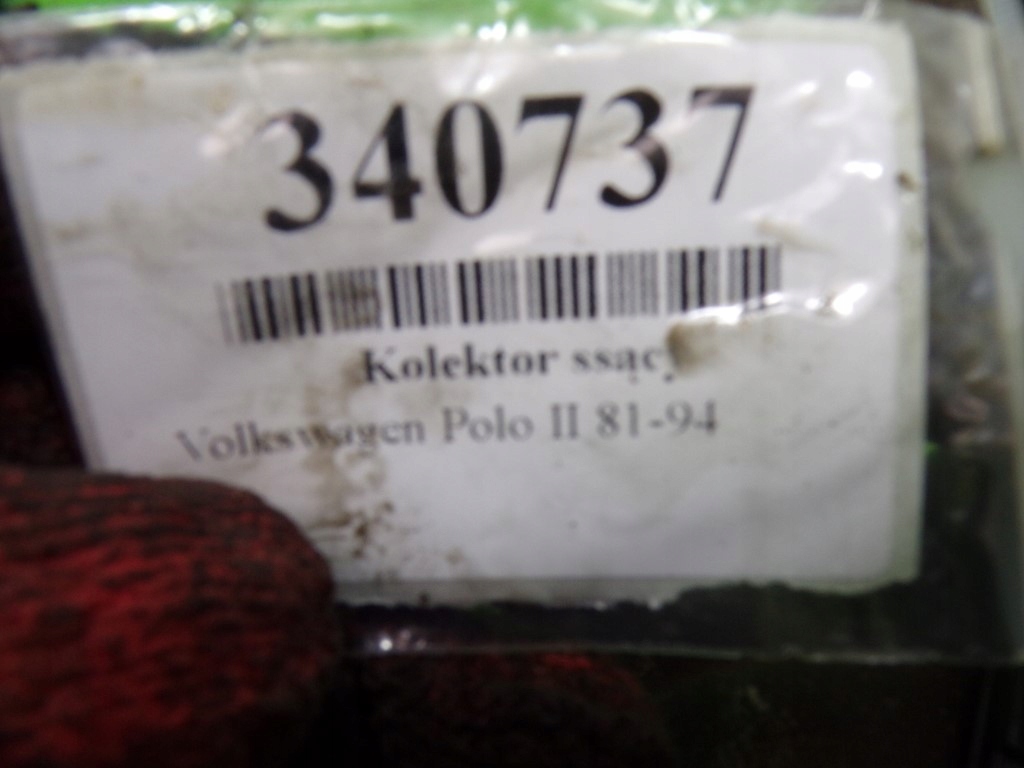 340737
Kolektor ssący
Volkswagen Polo II 81-94